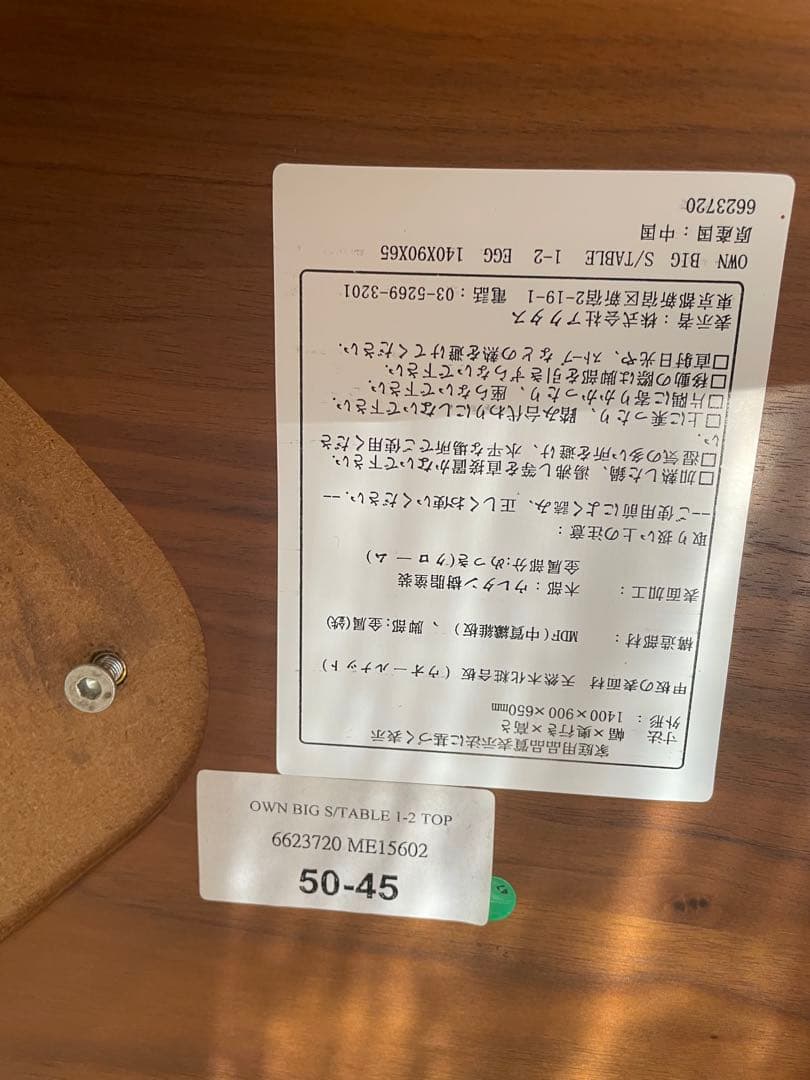 家庭用品品質表示法に基づく表示
寸法 幅×奥行き×高さ
外形： 1400×900×650mm
甲板の表面材 天然木化粧合板（ウオールナット）
構造部材： MDF(中質繊維板）、脚部:金属(鉄)
表面加工： 木部：ウレタン樹脂塗装
金属部分:めっき(クローム)
取り扱い上の注意：
--ご使用前によく読み、正しくお使いください.--
□加熱した鍋、湯沸し等を直接置かないで下さい.
□湿気の多い所を避け、水平な場所でご使用くださ
い.
□上に乗ったり、踏み台代わりにしないで下さい.
□片隅に寄りかかったり、座らないで下さい.
□移動の際は脚部を引きずらないで下さい.
□直射日光や、ストーブなどの熱を避けてください.
表示者：株式会社アクタス
東京都新宿区新宿2-19-1 電話：03-5269-3201
OWN BIG S/TABLE 1-2 EGG 140X90X65
原産国：中国
6623720
OWN BIG S/TABLE 1-2 TOP
6623720 ME15602
50-45